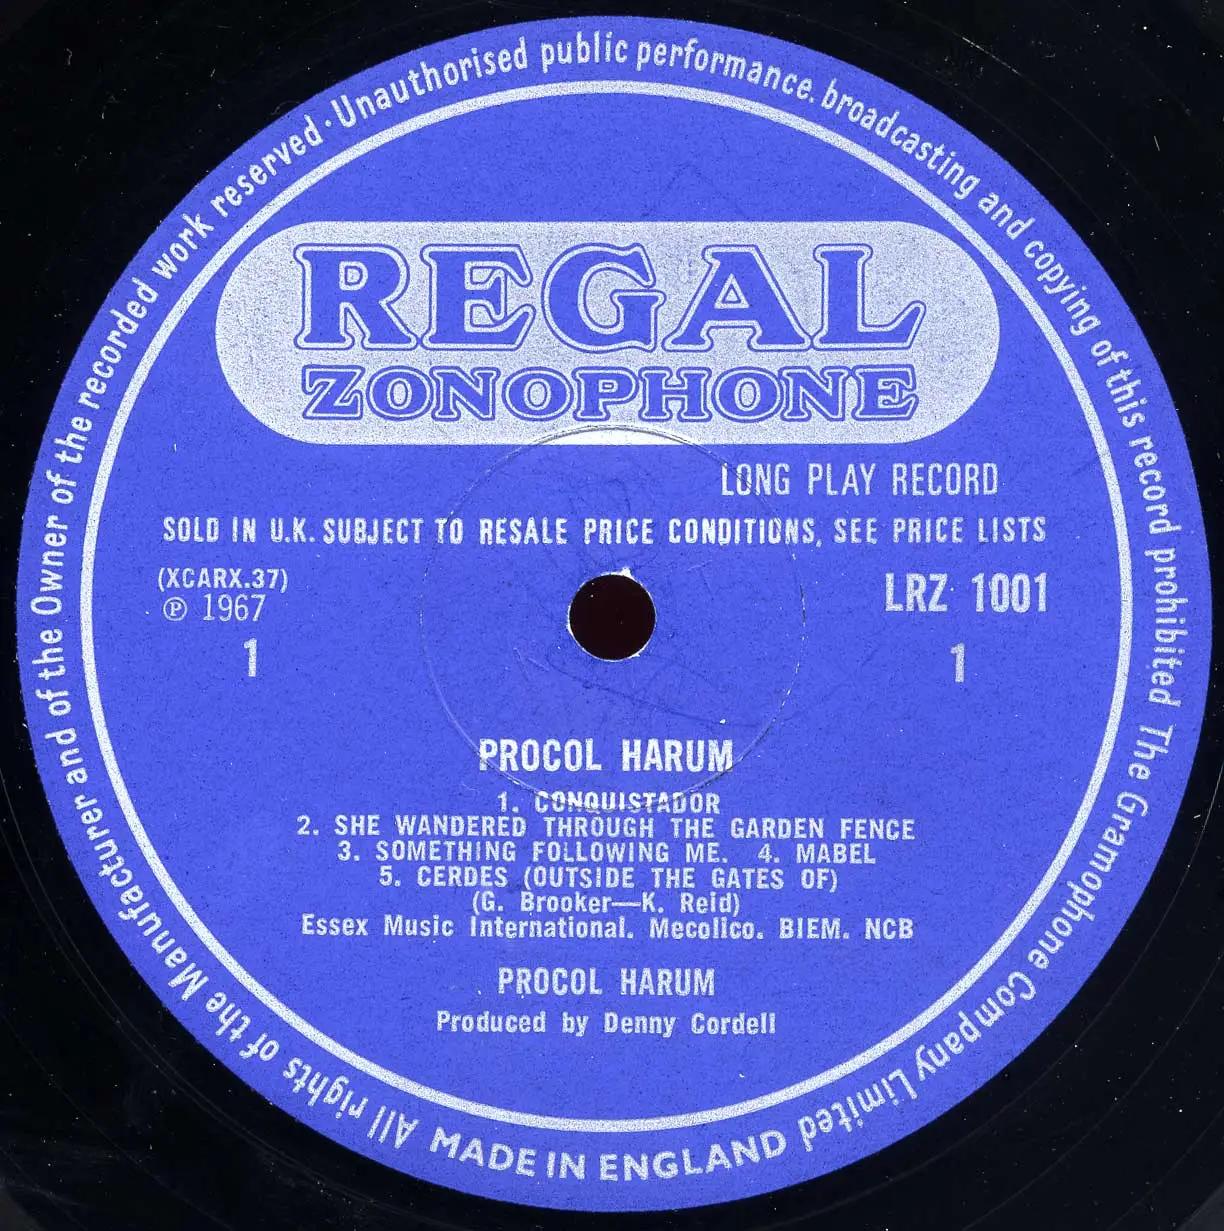 All rights of the Manufacturer and of the Owner of the recorded work reserved · Unauthorised public performance, broadcasting and copying of this record prohibited The Gramophone Company Limited
MADE IN ENGLAND
REGAL
ZONOPHONE
LONG PLAY RECORD
SOLD IN U.K. SUBJECT TO RESALE PRICE CONDITIONS, SEE PRICE LISTS
(XCARX.37)
℗ 1967
LRZ 1001
1
1
PROCOL HARUM
1. CONQUISTADOR
2. SHE WANDERED THROUGH THE GARDEN FENCE
3. SOMETHING FOLLOWING ME. 4. MABEL
5. CERDES (OUTSIDE THE GATES OF)
(G. Brooker—K. Reid)
Essex Music International. Mecolico. BIEM. NCB
PROCOL HARUM
Produced by Denny Cordell